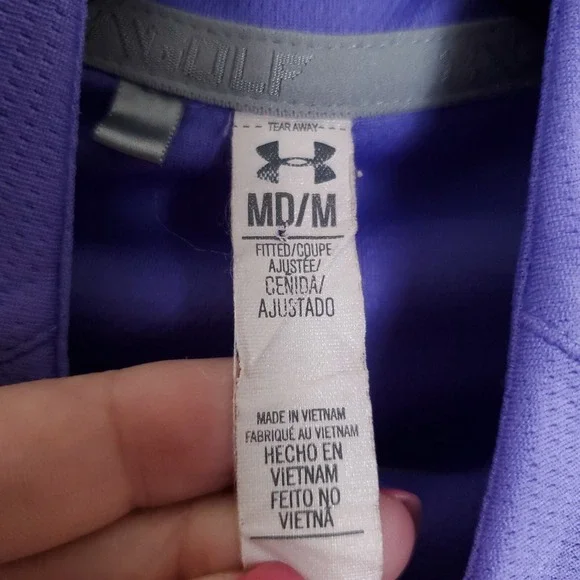 TEAR AWAY
MD/M
FITTED/COUPE
AJUSTÉE/
CEÑIDA/
AJUSTADO
MADE IN VIETNAM
FABRIQUÉ AU VIETNAM
HECHO EN
VIETNAM
FEITO NO
VIETNÃ